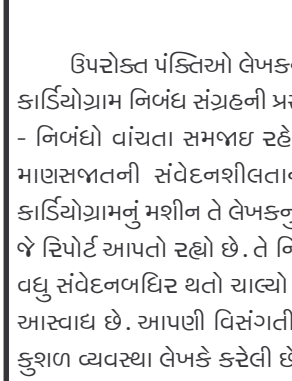 ઉપરોક્ત પંક્તિઓ લેખક
કાર્ડિયોગ્રામ નિબંધ સંગ્રહની
- નિબંધો વાંચતા સમજાઇ રહે
માણસજાતની સંવેદનશીલતા
કાર્ડિયોગ્રામનું મશીન તે લેખકનુ
જે રિપોર્ટ આપતો રહ્યો છે. તે
વધુ સંવેદનબધિર થતો ચાલ્યો
આસ્વાદ્ય છે. આપણી વિસંગતી
કુશળ વ્યવસ્થા લેખકે કરેલી છે